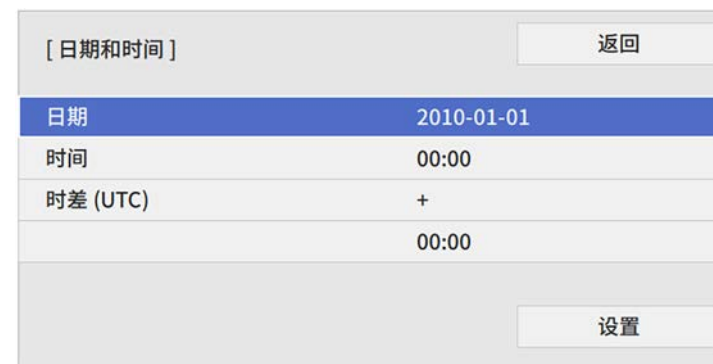 [ 日期和时间 ]
返回
日期 2010-01-01
时间 00:00
时差 (UTC) +
00:00
设置